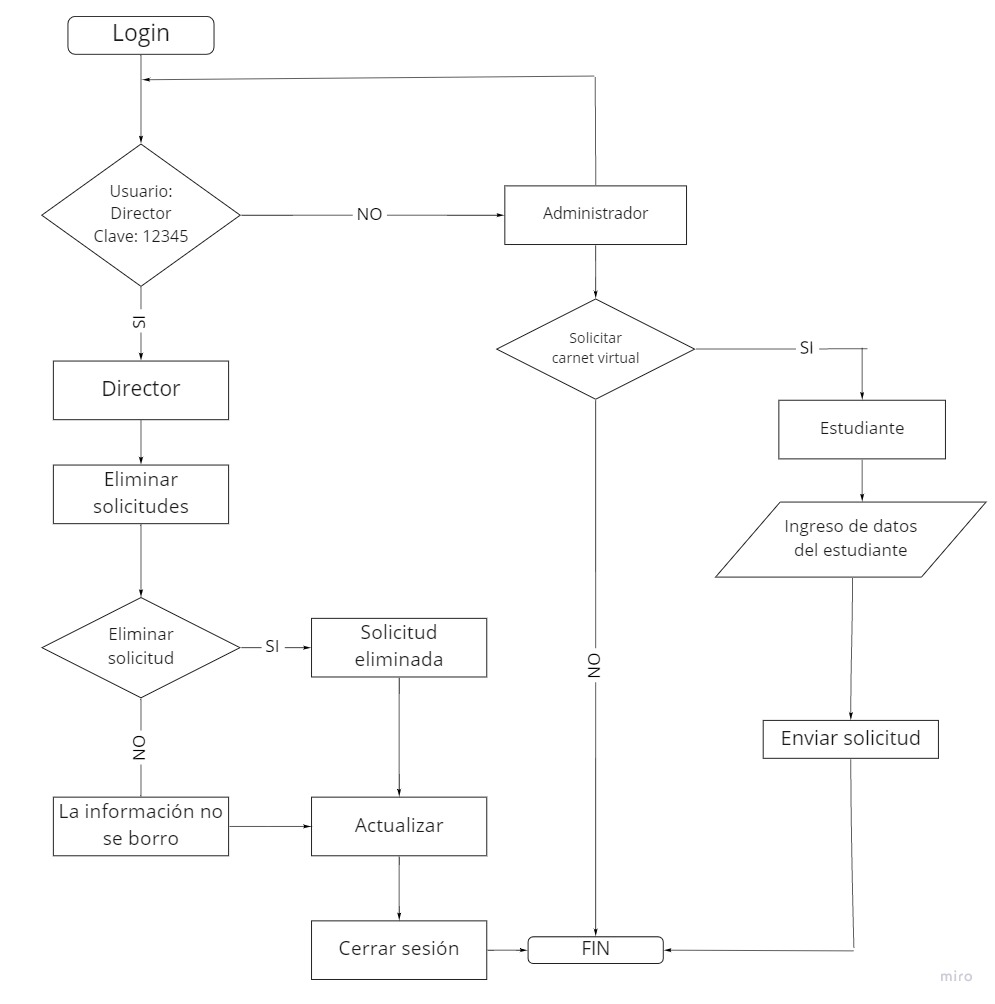 Login
Usuario:
Director
Clave: 12345
NO
Administrador
SI
Solicitar
carnet virtual
SI
Director
Estudiante
Eliminar
solicitudes
Ingreso de datos
del estudiante
Eliminar
solicitud
SI
Solicitud
eliminada
NO
NO
Enviar solicitud
La información no
se borro
Actualizar
Cerrar sesión
FIN
miro